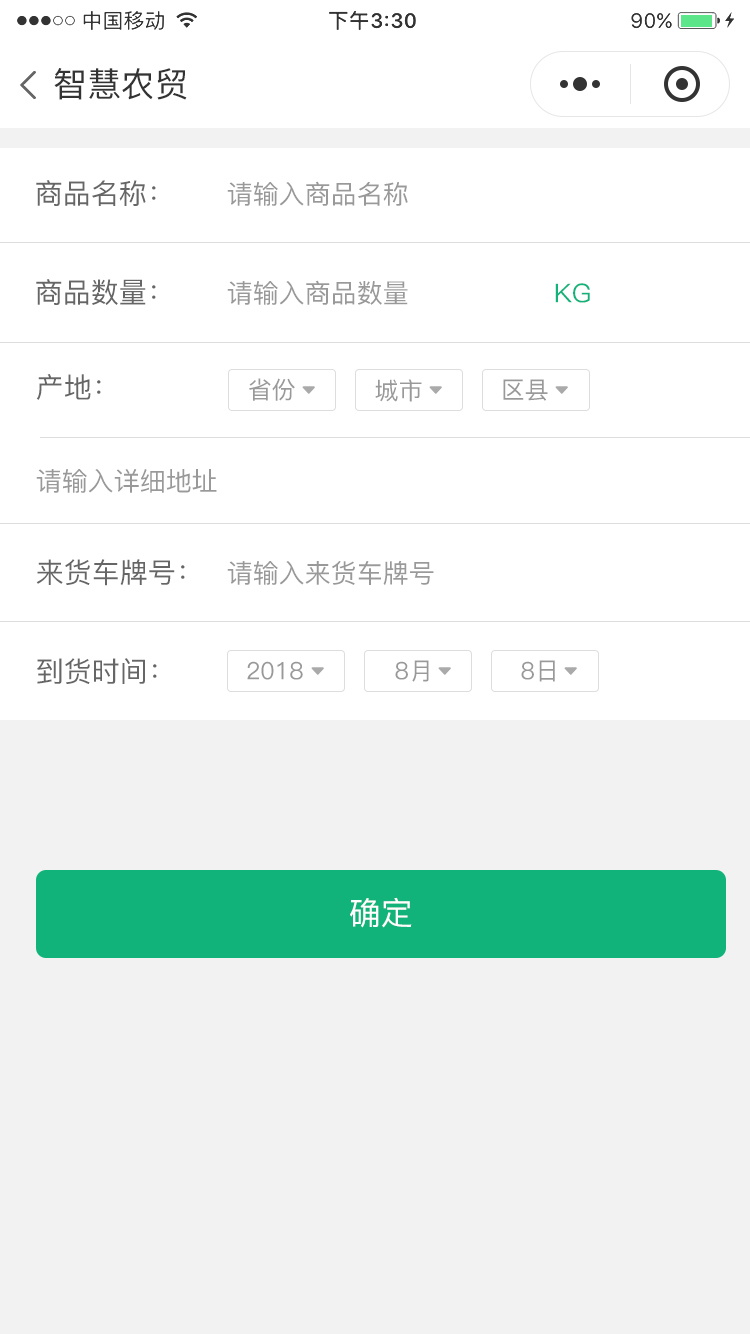 中国移动 下午3:30 90%
智慧农贸
商品名称： 请输入商品名称
商品数量： 请输入商品数量 KG
产地： 省份 城市 区县
请输入详细地址
来货车牌号： 请输入来货车牌号
到货时间： 2018 8月 8日
确定